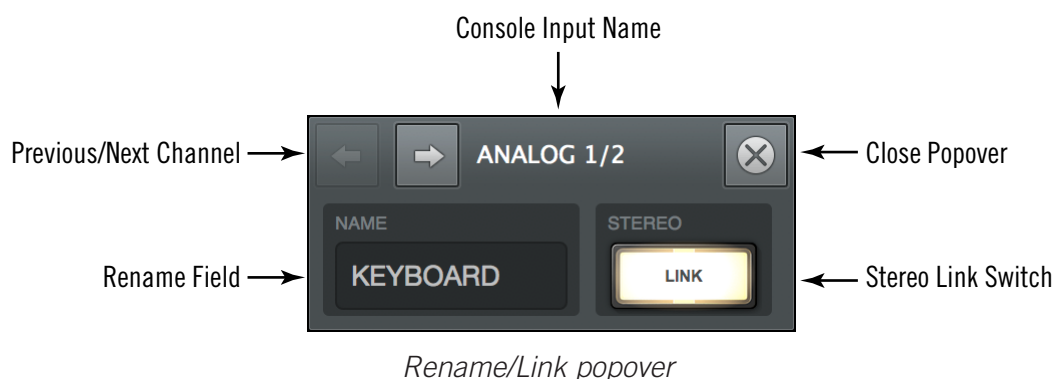 Console Input Name
Previous/Next Channel
ANALOG 1/2
Close Popover
NAME
STEREO
Rename Field
KEYBOARD
LINK
Stereo Link Switch
Rename/Link popover